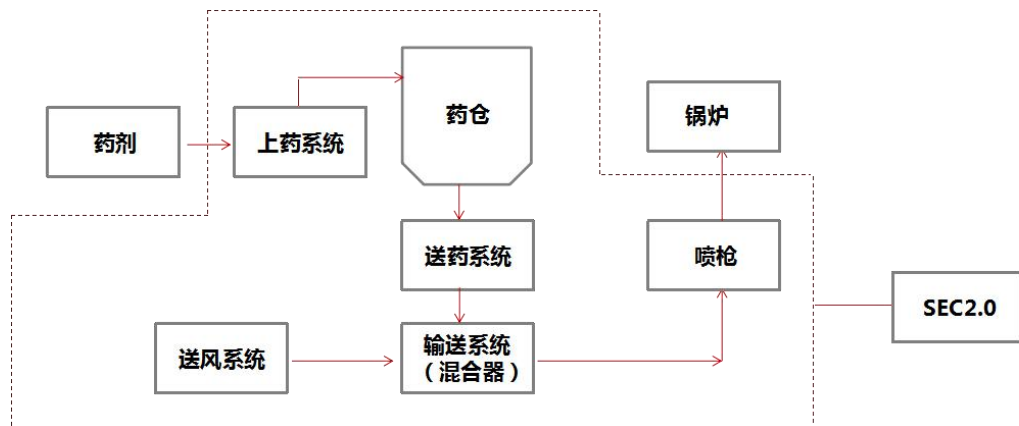 药仓
锅炉
药剂
上药系统
送药系统
喷枪
SEC2.0
送风系统
输送系统
（混合器）